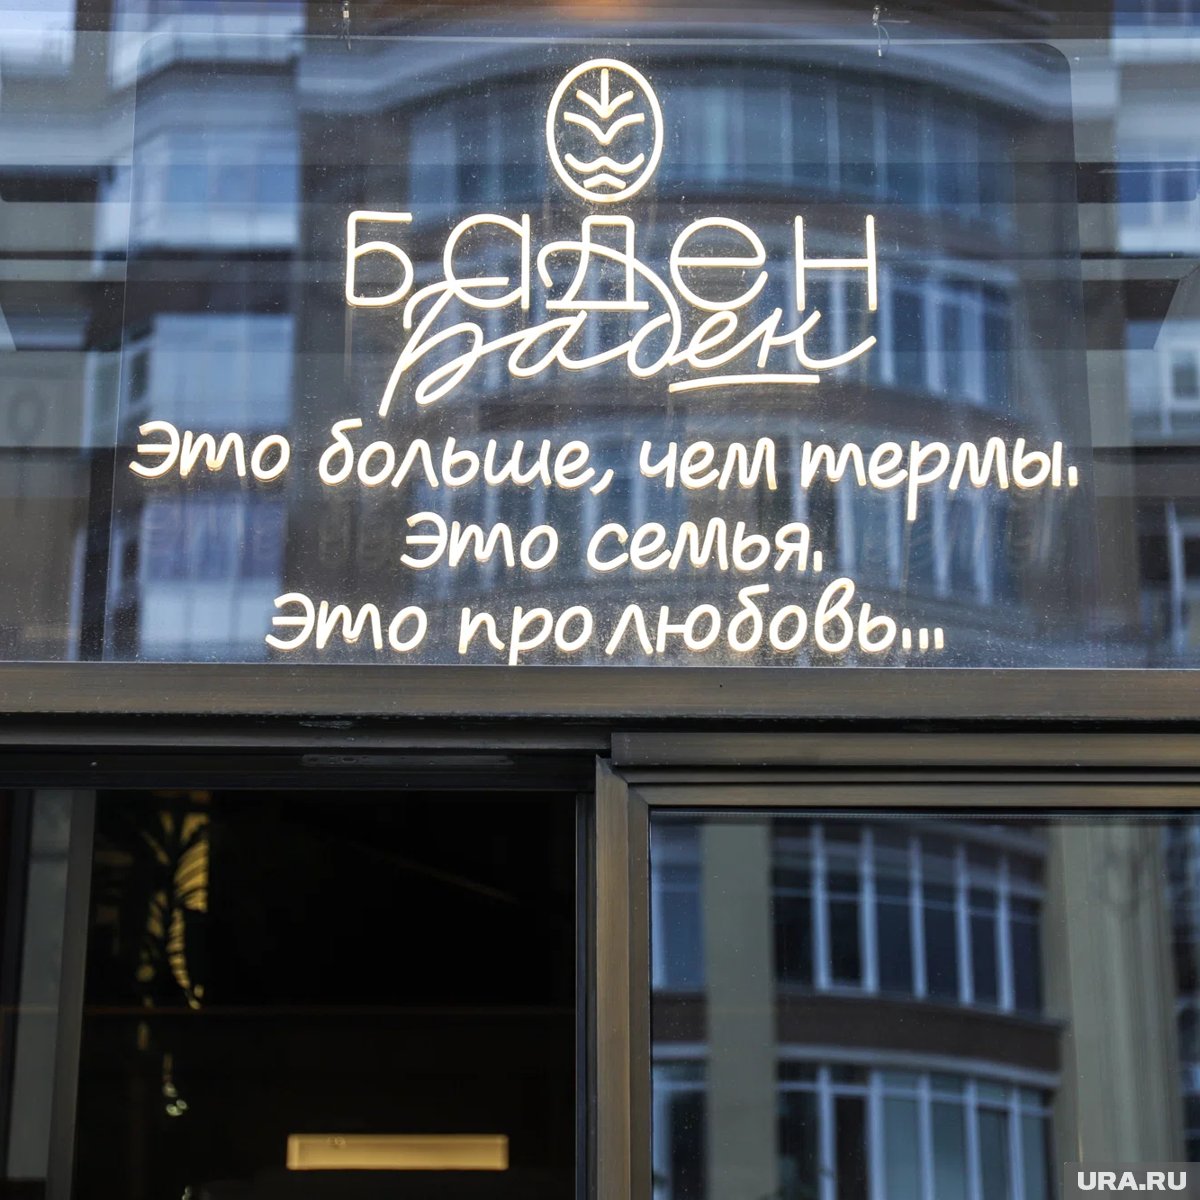 БАДЕН
Баден
Это больше, чем термы.
Это семья.
Это про любовь...
URA.RU